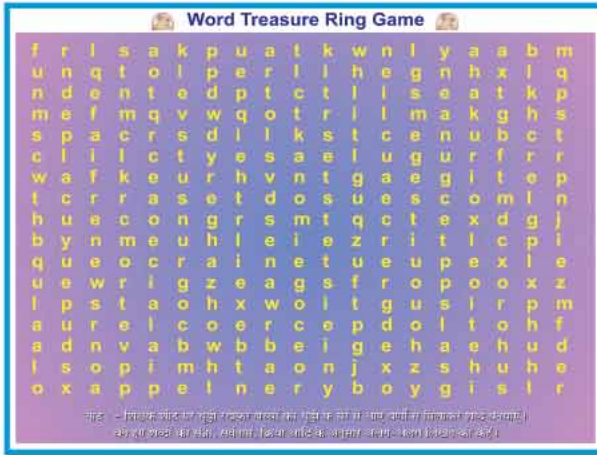 Word Treasure Ring Game
f r l s a k p u a t k w n l y a a b m
u n q t o l p e r l l h e g n h x l q
n d e n t e d p t c t l l s e a t k p
m e f m q v w q o t r i l m a k g h s
s p a c r s d i l k s t c e n u b c t
c l i l c t y e s a e l u g u r f r r
w a f k e u r h v n t g a e g i t e p
t c r r a s e t d o s u e s c o m l n
h u e c o n g r s m t q c t e x d g j
b y n m e u h l e i e z r i t l c p i
q u e o c r a i n e t u e u p e x l e
u e w r i g z e a g s f r o p o o x z
l p s t a o h x w o i t g u s i r p m
a u r e l c o e r c e p d o l t o h f
a d n v a b w b b e i g e h a e h u d
l s o p i m h t a o n j x z s h u h e
o x a p p e l n e r y b o y g i s l r